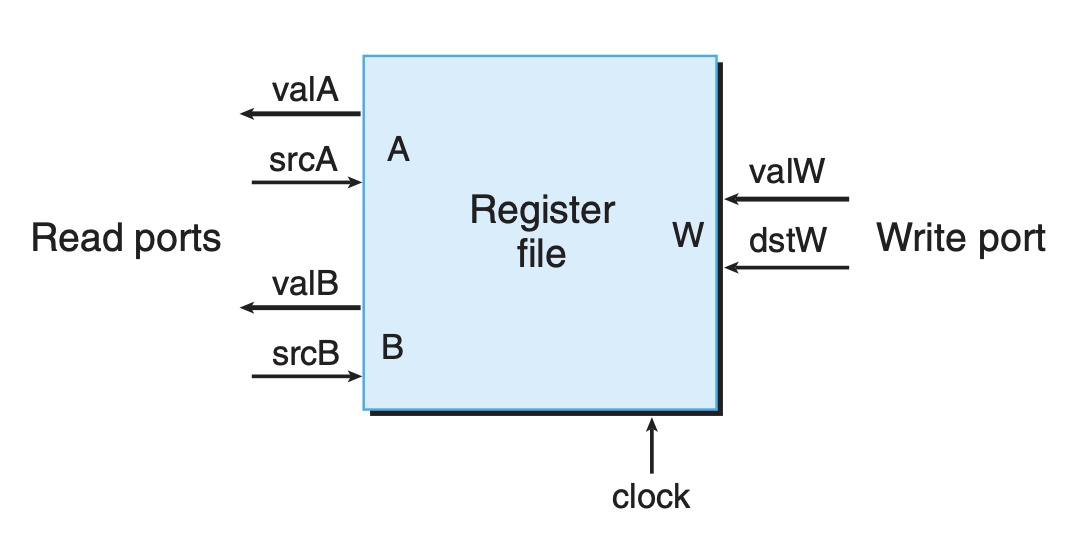 valA
srcA
A
Register
file
W
valW
dstW
Read ports
Write port
valB
srcB
B
clock